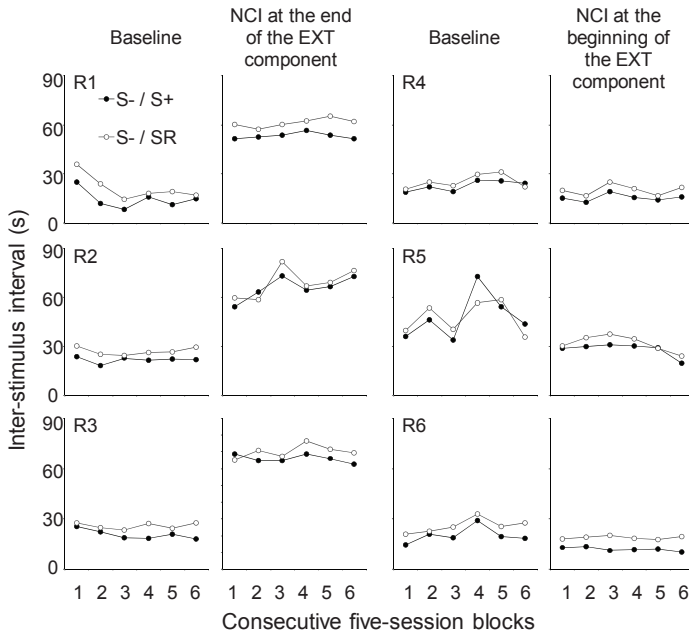 Baseline
NCI at the end
of the EXT
component
Baseline
NCI at the
beginning of
the EXT
component
90
60
30
0
R1
S- / S+
S- / SR
R4
90
60
30
0
R2
R5
90
60
30
0
R3
R6
Inter-stimulus interval (s)
1 2 3 4 5 6
1 2 3 4 5 6
1 2 3 4 5 6
1 2 3 4 5 6
Consecutive five-session blocks